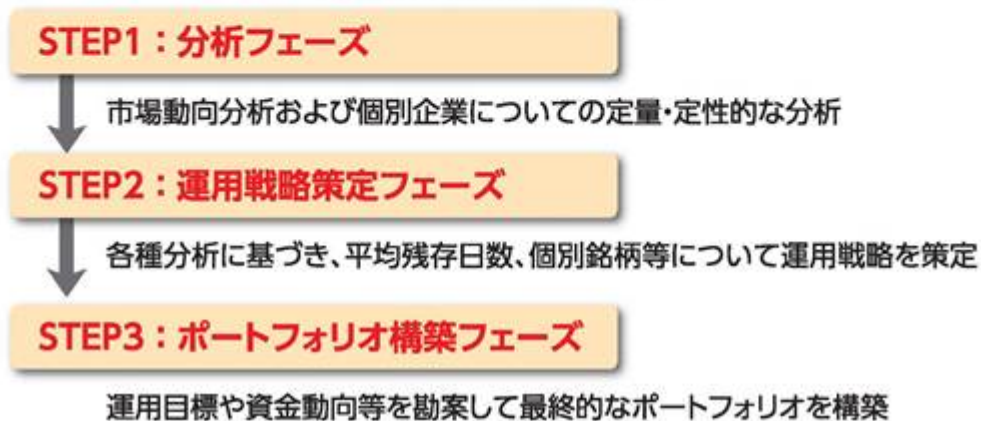 STEP1：分析フェーズ
市場動向分析および個別企業についての定量・定性的な分析
STEP2：運用戦略策定フェーズ
各種分析に基づき、平均残存日数、個別銘柄等について運用戦略を策定
STEP3：ポートフォリオ構築フェーズ
運用目標や資金動向等を勘案して最終的なポートフォリオを構築